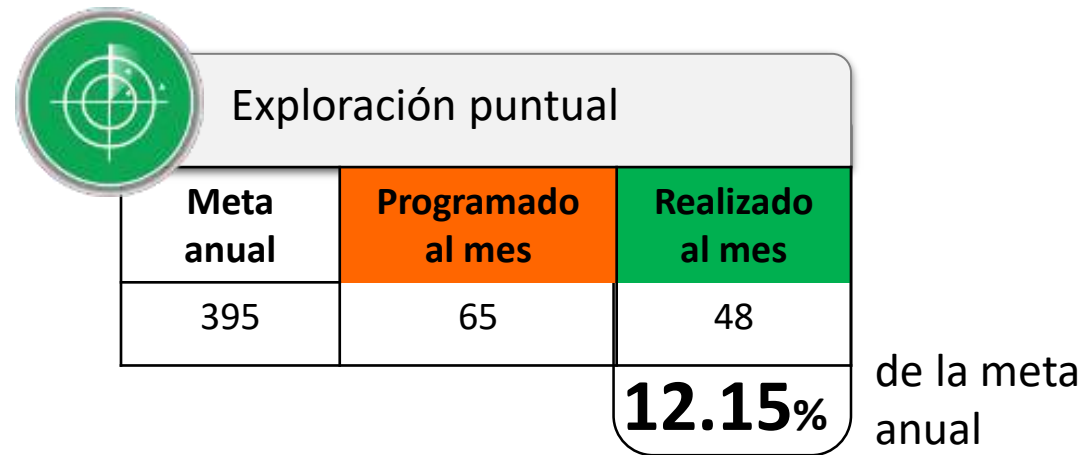 Exploración puntual
Meta anual
Programado al mes
Realizado al mes
395
65
48
12.15%
de la meta
anual